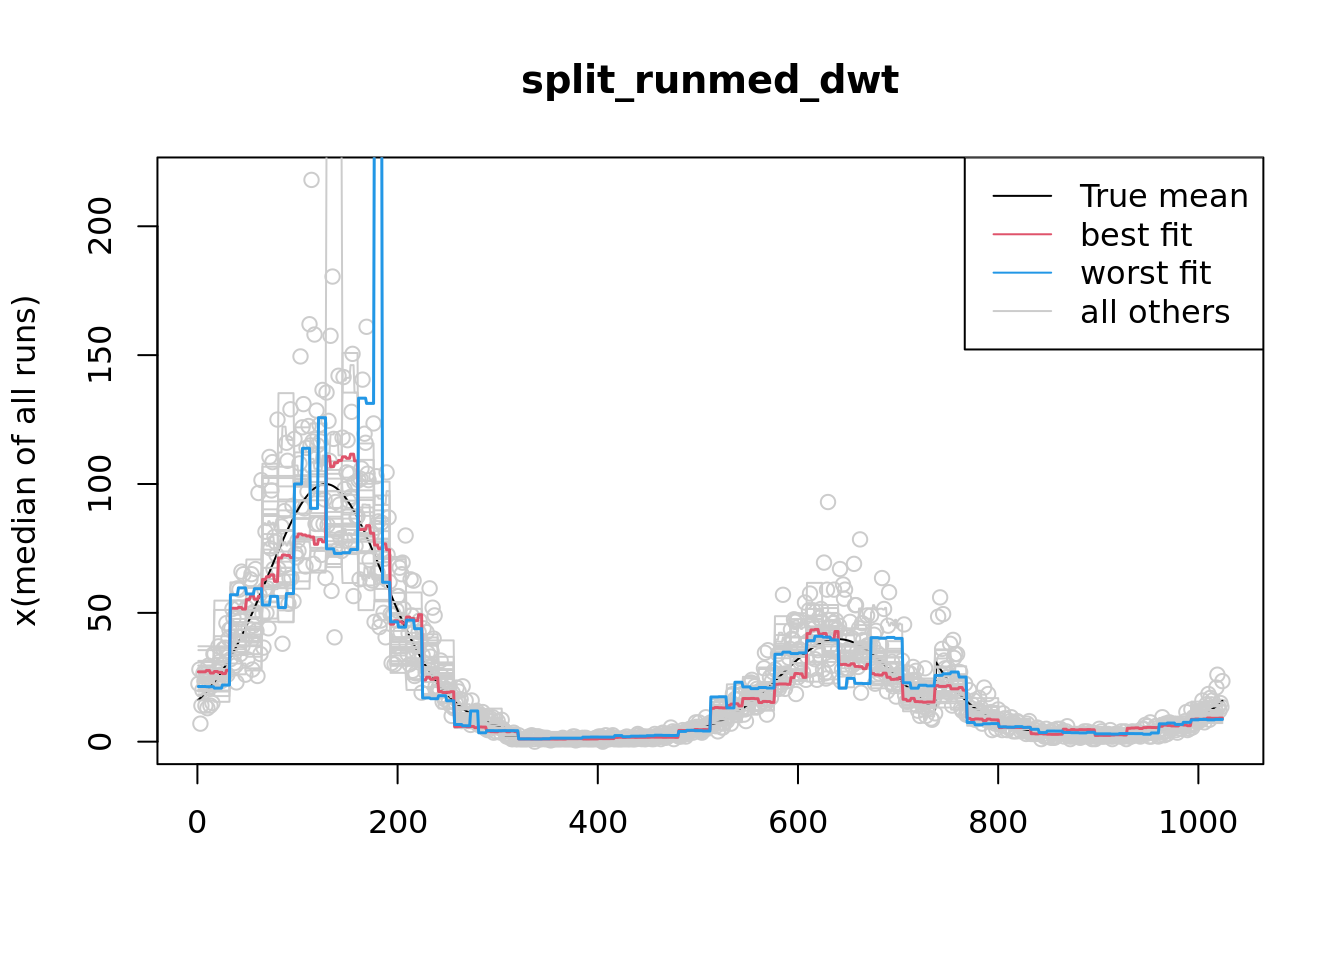 split_runmed_dwt
x(median of all runs)
200
150
100
50
0
True mean
best fit
worst fit
all others
0 200 400 600 800 1000